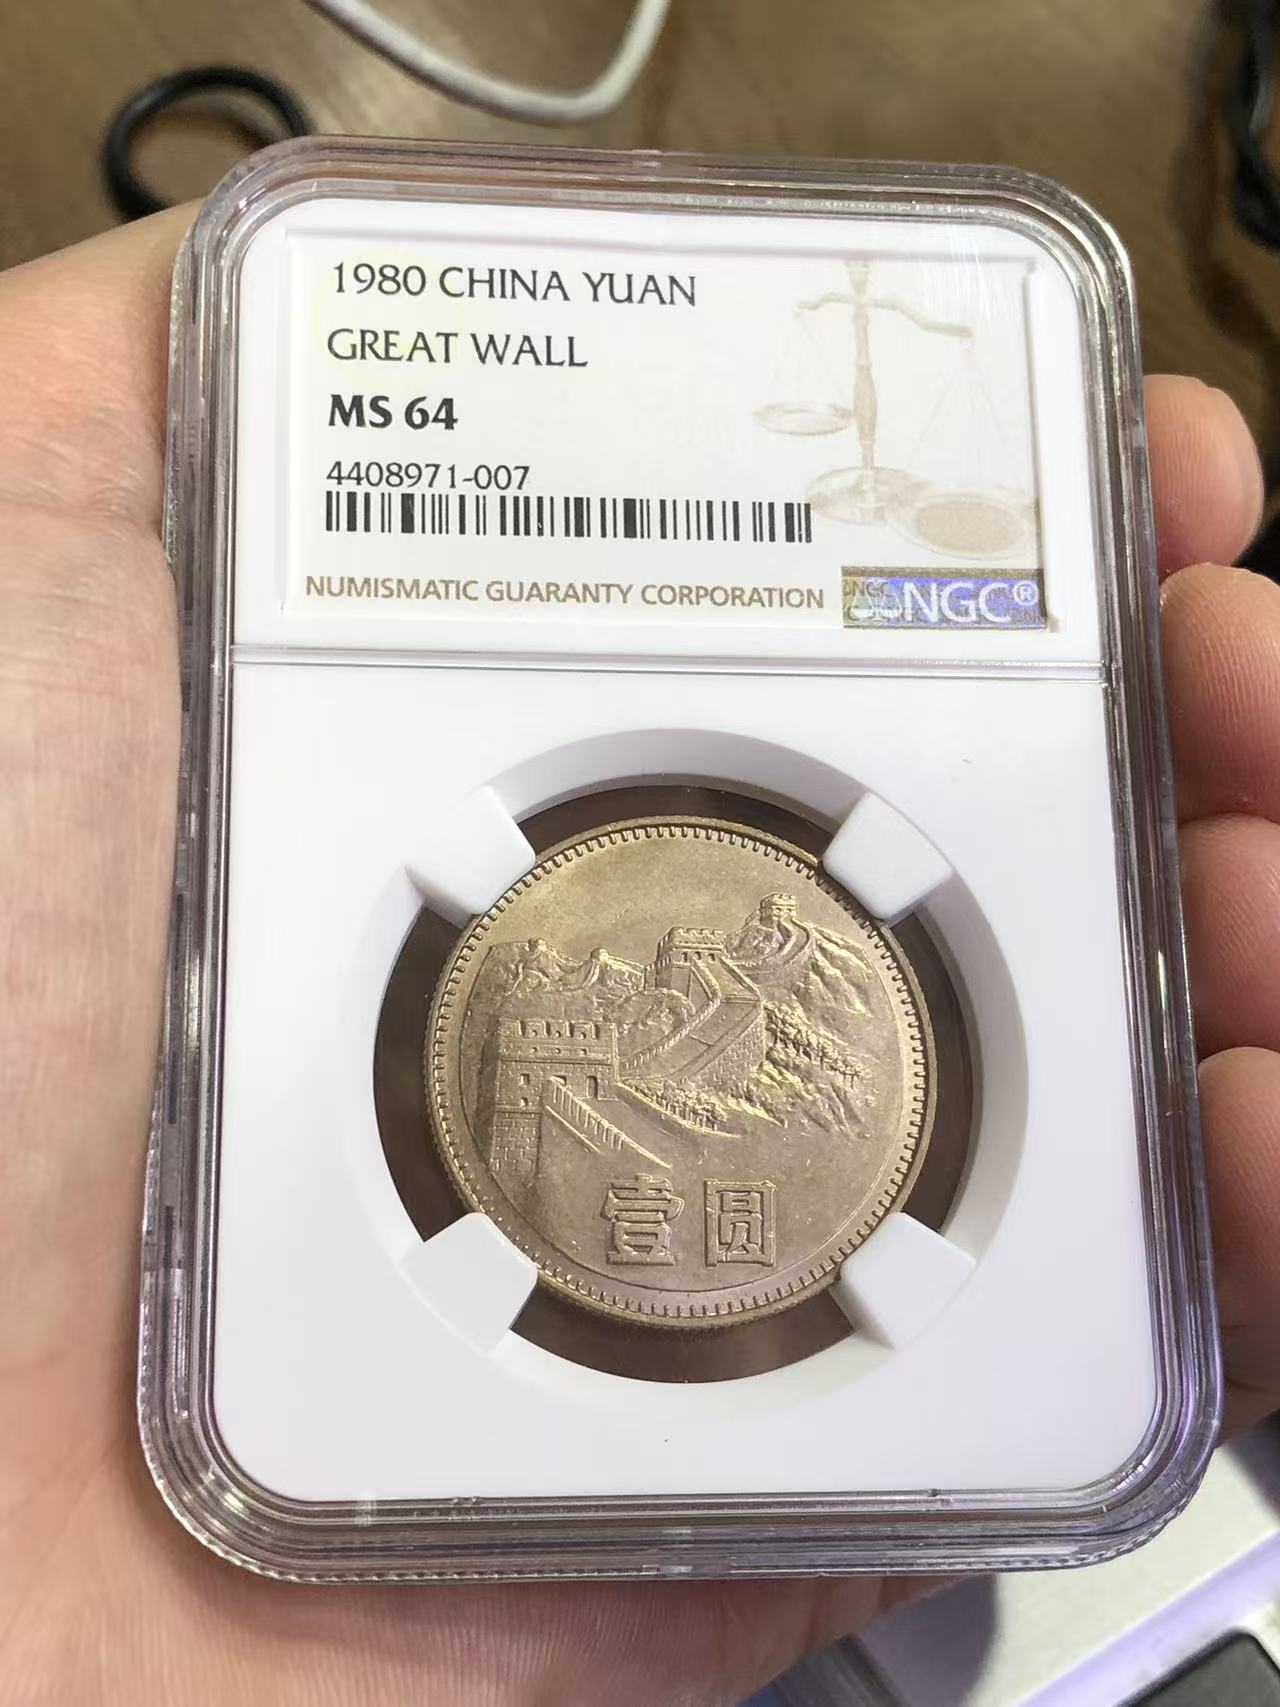 1980 CHINA YUAN
GREAT WALL
MS 64
4408971-007
NUMISMATIC GUARANTY CORPORATION NGC®
壹圆